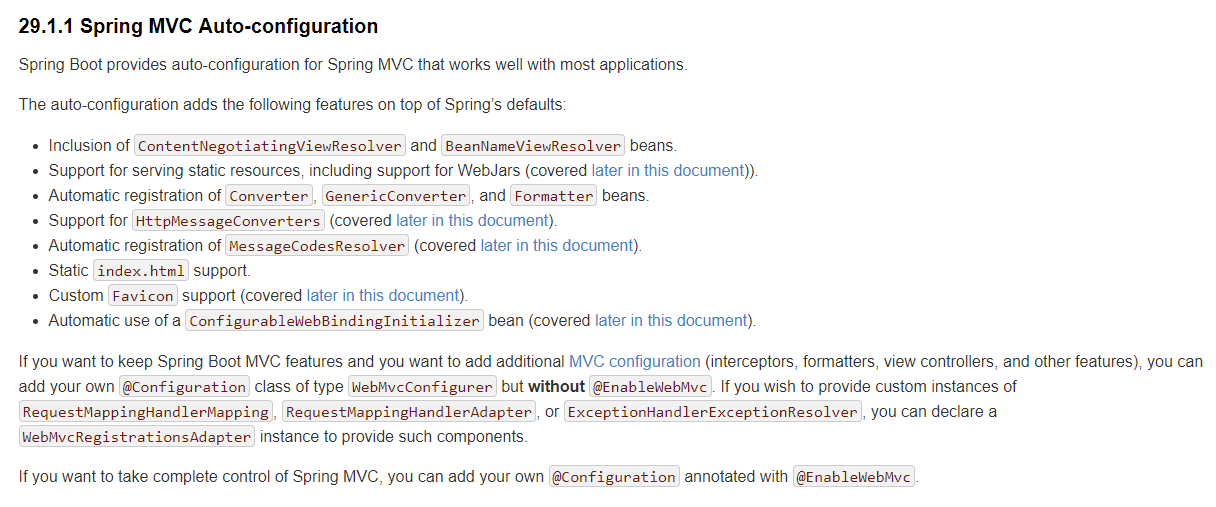 29.1.1 Spring MVC Auto-configuration
Spring Boot provides auto-configuration for Spring MVC that works well with most applications.
The auto-configuration adds the following features on top of Spring’s defaults:
• Inclusion of ContentNegotiatingViewResolver and BeanNameViewResolver beans.
• Support for serving static resources, including support for WebJars (covered later in this document)).
• Automatic registration of Converter, GenericConverter, and Formatter beans.
• Support for HttpMessageConverters (covered later in this document).
• Automatic registration of MessageCodesResolver (covered later in this document).
• Static index.html support.
• Custom Favicon support (covered later in this document).
• Automatic use of a ConfigurableWebBindingInitializer bean (covered later in this document).
If you want to keep Spring Boot MVC features and you want to add additional MVC configuration (interceptors, formatters, view controllers, and other features), you can
add your own @Configuration class of type WebMvcConfigurer but without @EnableWebMvc. If you wish to provide custom instances of
RequestMappingHandlerMapping, RequestMappingHandlerAdapter, or ExceptionHandlerExceptionResolver, you can declare a
WebMvcRegistrationsAdapter instance to provide such components.
If you want to take complete control of Spring MVC, you can add your own @Configuration annotated with @EnableWebMvc.